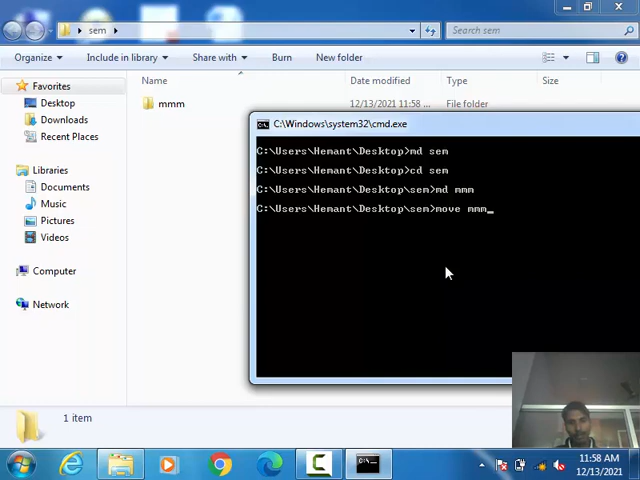 sem
Search sem
Organize
Include in library
Share with
Burn
New folder
Favorites
Desktop
Downloads
Recent Places
Libraries
Documents
Music
Pictures
Videos
Computer
Network
Name
Date modified
Type
Size
mmm
12/13/2021 11:58 ...
File folder
C:\Windows\system32\cmd.exe
C:\Users\Hemant\Desktop>md sem
C:\Users\Hemant\Desktop>cd sem
C:\Users\Hemant\Desktop\sem>md mmm
C:\Users\Hemant\Desktop\sem>move mmm_
1 item
C:\
11:58 AM
12/13/2021